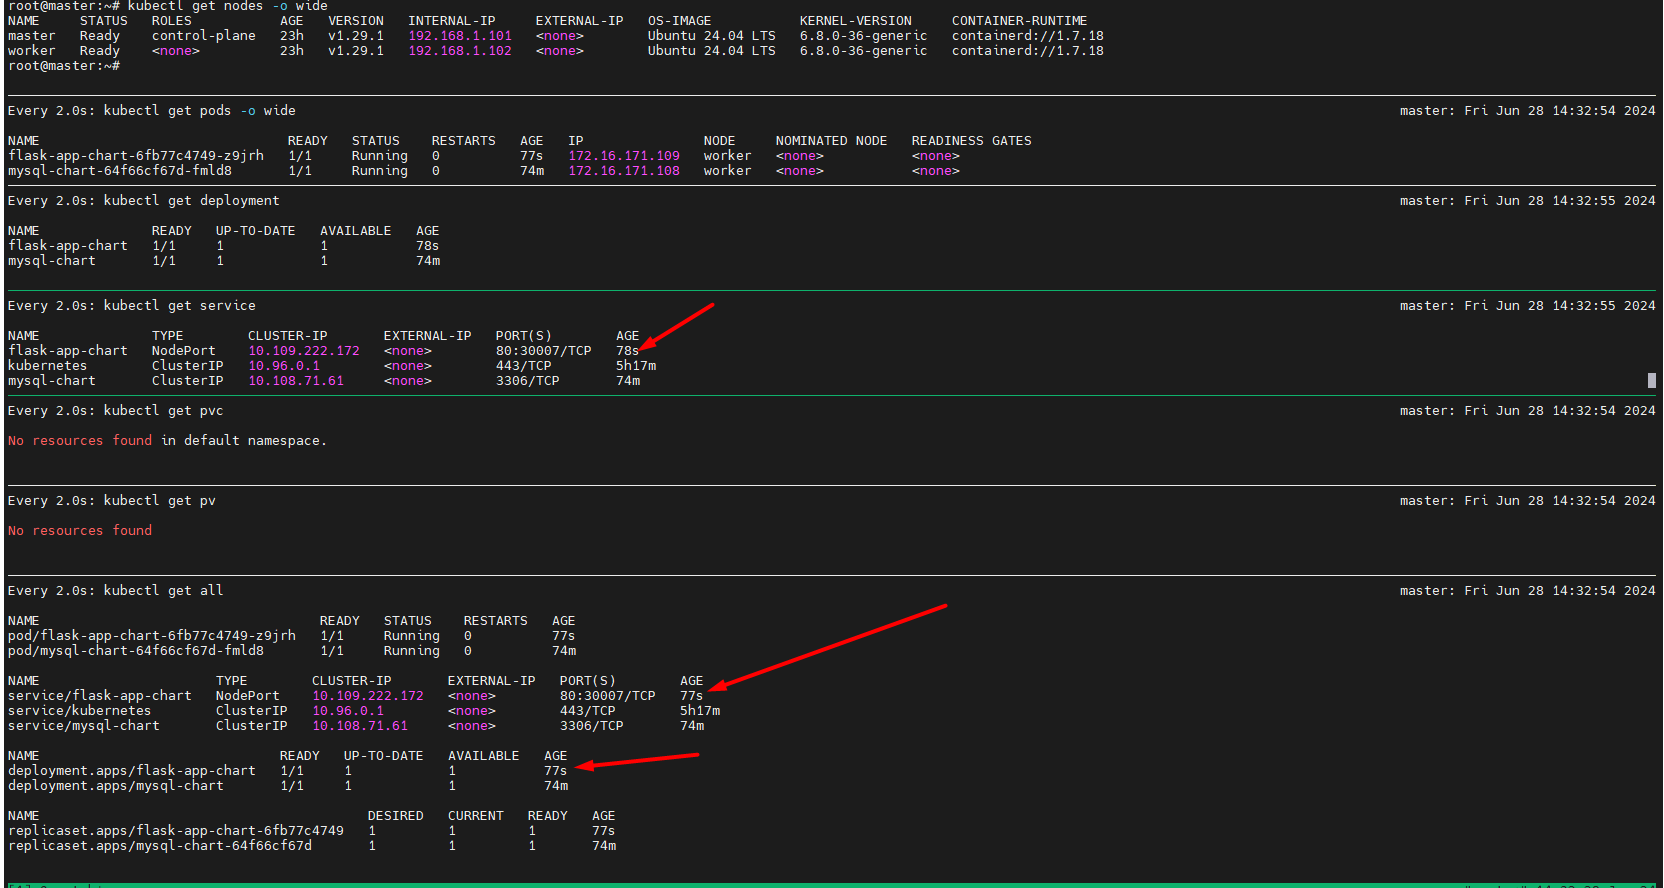 root@master:~# kubectl get nodes -o wide
NAME STATUS ROLES AGE VERSION INTERNAL-IP EXTERNAL-IP OS-IMAGE KERNEL-VERSION CONTAINER-RUNTIME
master Ready control-plane 23h v1.29.1 192.168.1.101 <none> Ubuntu 24.04 LTS 6.8.0-36-generic containerd://1.7.18
worker Ready <none> 23h v1.29.1 192.168.1.102 <none> Ubuntu 24.04 LTS 6.8.0-36-generic containerd://1.7.18
root@master:~#
Every 2.0s: kubectl get pods -o wide master: Fri Jun 28 14:32:54 2024
NAME READY STATUS RESTARTS AGE IP NODE NOMINATED NODE READINESS GATES
flask-app-chart-6fb77c4749-z9jrh 1/1 Running 0 77s 172.16.171.109 worker <none> <none>
mysql-chart-64f66cf67d-fmld8 1/1 Running 0 74m 172.16.171.108 worker <none> <none>
Every 2.0s: kubectl get deployment master: Fri Jun 28 14:32:55 2024
NAME READY UP-TO-DATE AVAILABLE AGE
flask-app-chart 1/1 1 1 78s
mysql-chart 1/1 1 1 74m
Every 2.0s: kubectl get service master: Fri Jun 28 14:32:55 2024
NAME TYPE CLUSTER-IP EXTERNAL-IP PORT(S) AGE
flask-app-chart NodePort 10.109.222.172 <none> 80:30007/TCP 78s
kubernetes ClusterIP 10.96.0.1 <none> 443/TCP 5h17m
mysql-chart ClusterIP 10.108.71.61 <none> 3306/TCP 74m
Every 2.0s: kubectl get pvc master: Fri Jun 28 14:32:54 2024
No resources found in default namespace.
Every 2.0s: kubectl get pv master: Fri Jun 28 14:32:54 2024
No resources found
Every 2.0s: kubectl get all master: Fri Jun 28 14:32:54 2024
NAME READY STATUS RESTARTS AGE
pod/flask-app-chart-6fb77c4749-z9jrh 1/1 Running 0 77s
pod/mysql-chart-64f66cf67d-fmld8 1/1 Running 0 74m
NAME TYPE CLUSTER-IP EXTERNAL-IP PORT(S) AGE
service/flask-app-chart NodePort 10.109.222.172 <none> 80:30007/TCP 77s
service/kubernetes ClusterIP 10.96.0.1 <none> 443/TCP 5h17m
service/mysql-chart ClusterIP 10.108.71.61 <none> 3306/TCP 74m
NAME READY UP-TO-DATE AVAILABLE AGE
deployment.apps/flask-app-chart 1/1 1 1 77s
deployment.apps/mysql-chart 1/1 1 1 74m
NAME DESIRED CURRENT READY AGE
replicaset.apps/flask-app-chart-6fb77c4749 1 1 1 77s
replicaset.apps/mysql-chart-64f66cf67d 1 1 1 74m